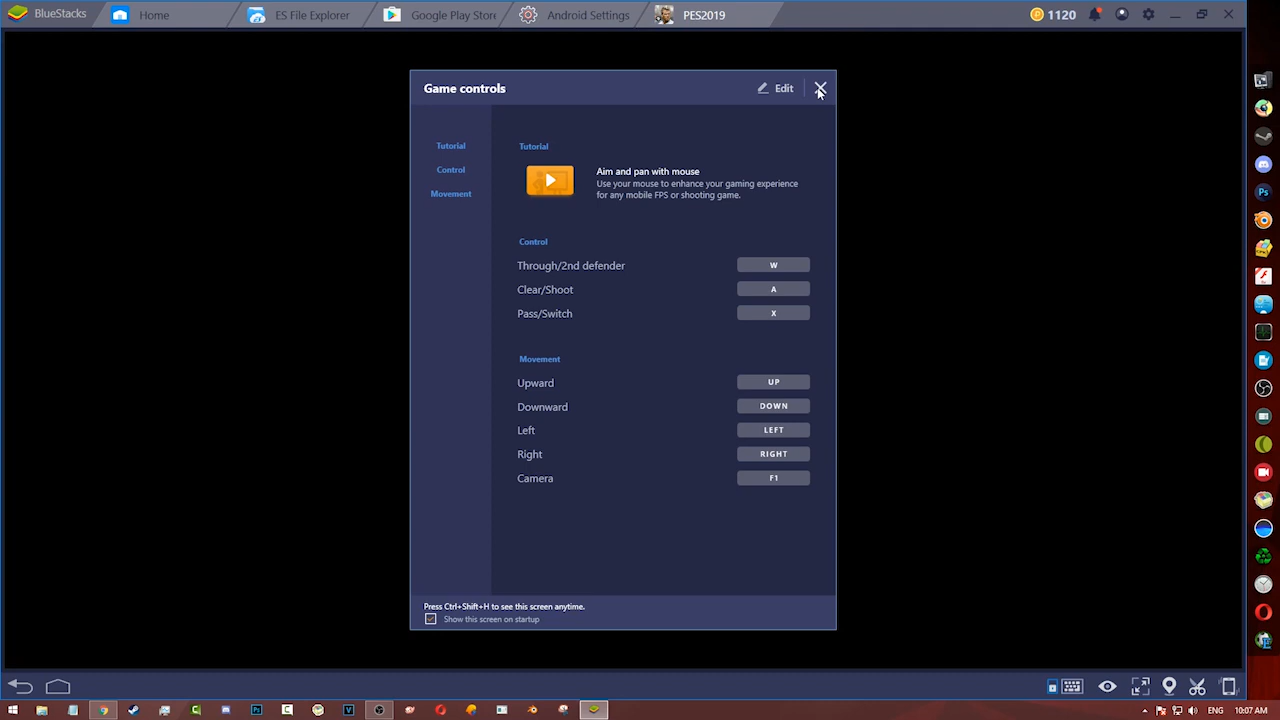 BlueStacks
Home
ES File Explorer
Google Play Store
Android Settings
PES2019
1120
Game controls
Edit
Tutorial
Control
Movement
Tutorial
Aim and pan with mouse
Use your mouse to enhance your gaming experience
for any mobile FPS or shooting game.
Control
Through/2nd defender W
Clear/Shoot A
Pass/Switch X
Movement
Upward UP
Downward DOWN
Left LEFT
Right RIGHT
Camera F1
Press Ctrl+Shift+H to see this screen anytime.
Show this screen on startup
ENG 10:07 AM